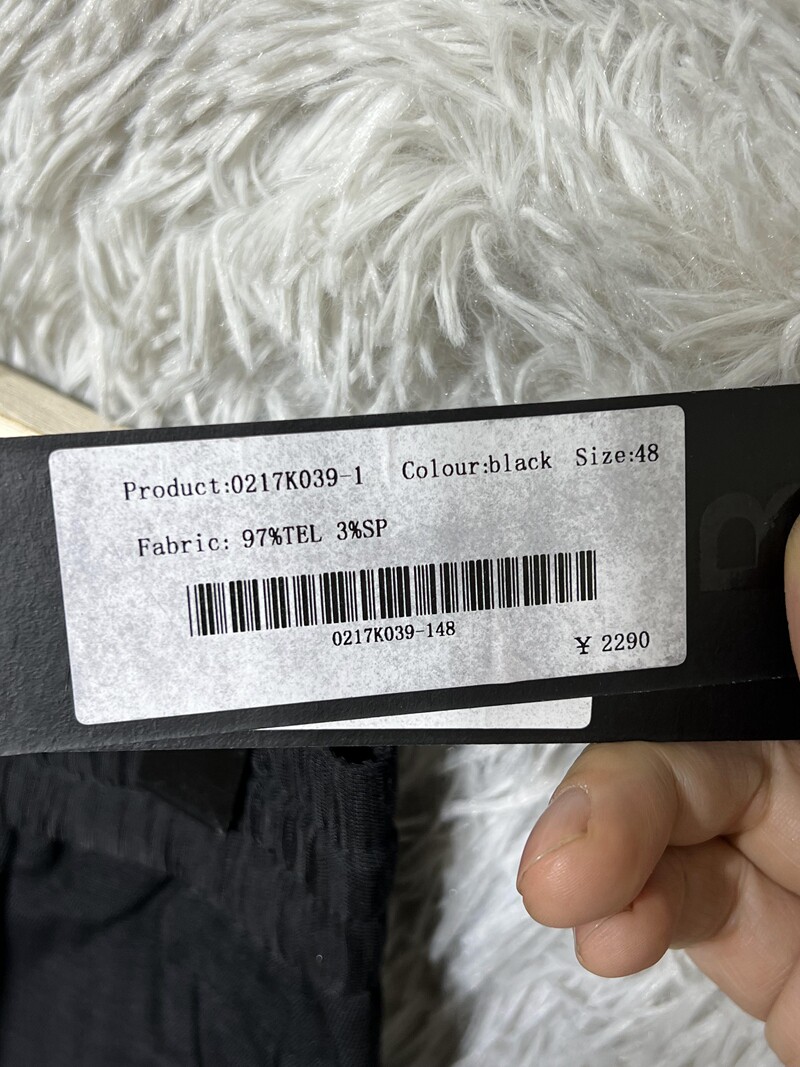 Product:0217K039-1 Colour:black Size:48
Fabric: 97%TEL 3%SP
0217K039-148
¥ 2290